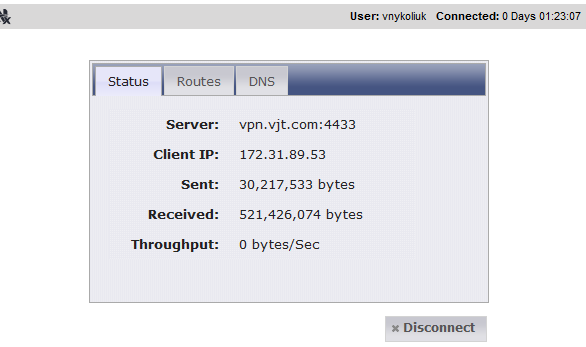 User: vnykoliuk Connected: 0 Days 01:23:07
Status Routes DNS
Server: vpn.vjt.com:4433
Client IP: 172.31.89.53
Sent: 30,217,533 bytes
Received: 521,426,074 bytes
Throughput: 0 bytes/Sec
× Disconnect